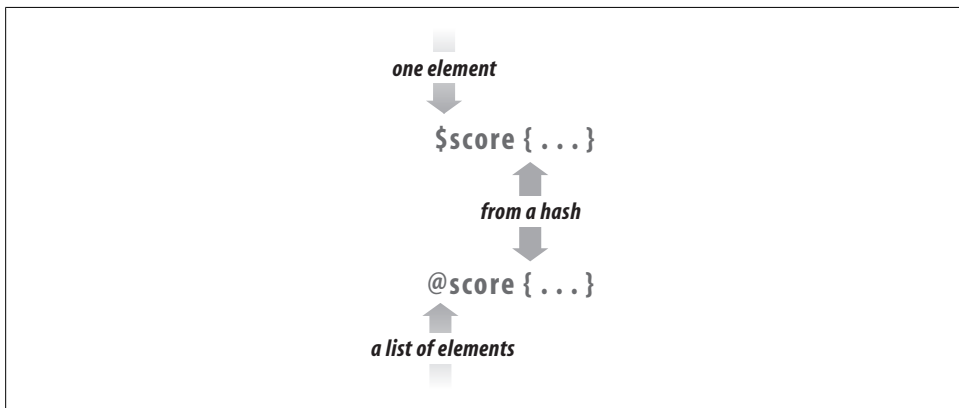 one element
$score { . . . }
from a hash
@score { . . . }
a list of elements